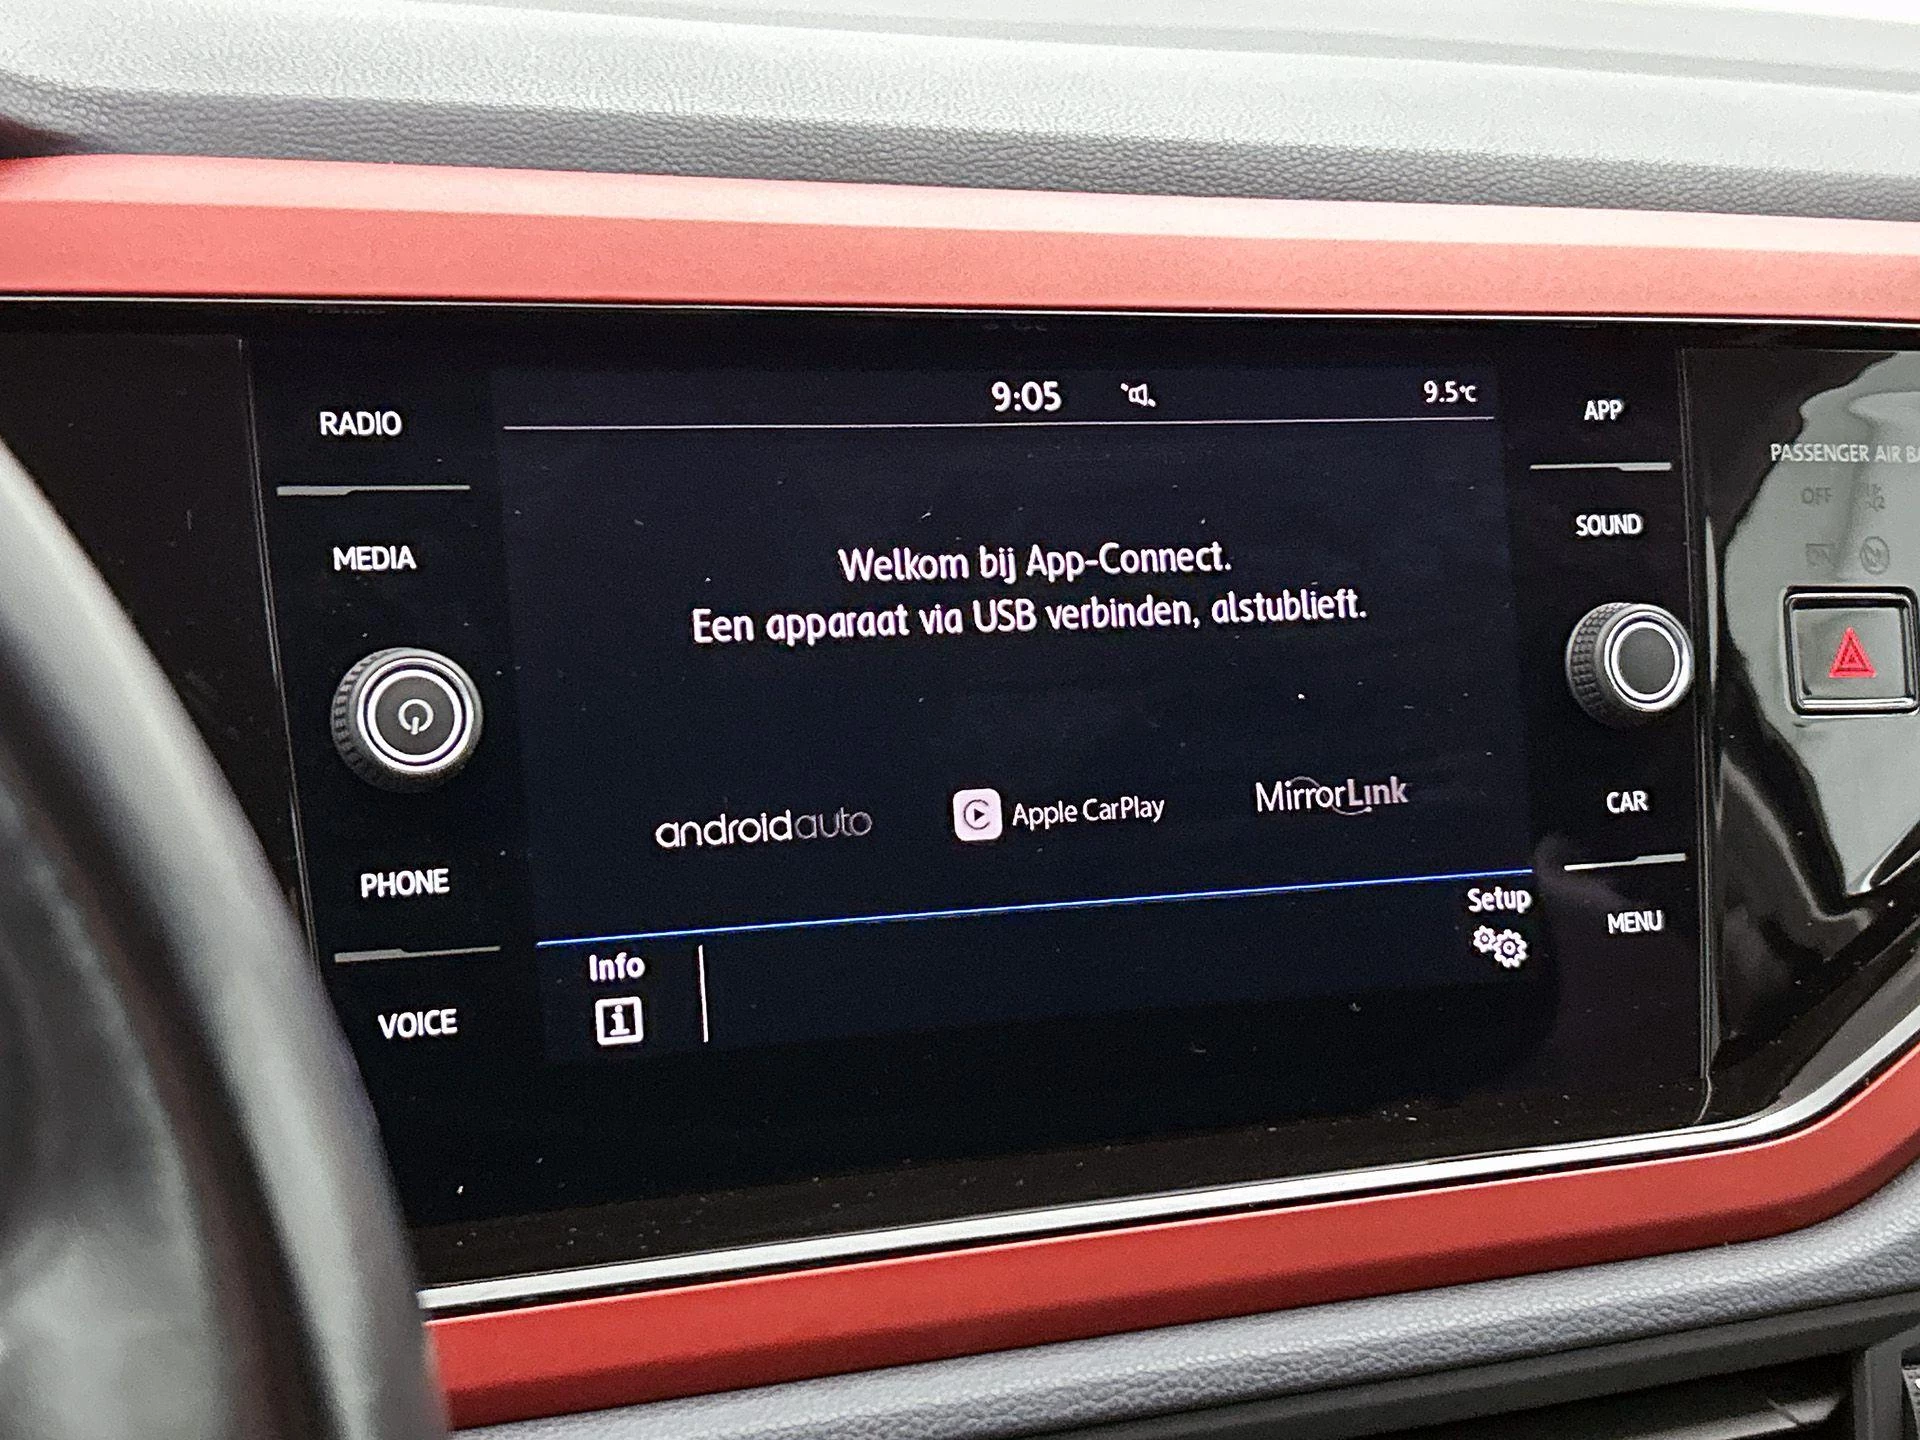 RADIO
MEDIA
PHONE
VOICE
9:05
9.5°C
Welkom bij App-Connect.
Een apparaat via USB verbinden, alstublieft.
androidauto
Apple CarPlay
MirrorLink
Info
Setup
APP
SOUND
CAR
MENU
PASSENGER AIR
OFF